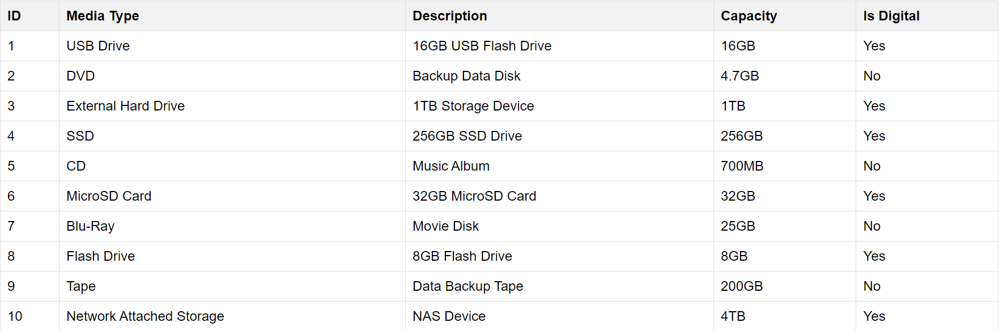 ID Media Type Description Capacity Is Digital
1 USB Drive 16GB USB Flash Drive 16GB Yes
2 DVD Backup Data Disk 4.7GB No
3 External Hard Drive 1TB Storage Device 1TB Yes
4 SSD 256GB SSD Drive 256GB Yes
5 CD Music Album 700MB No
6 MicroSD Card 32GB MicroSD Card 32GB Yes
7 Blu-Ray Movie Disk 25GB No
8 Flash Drive 8GB Flash Drive 8GB Yes
9 Tape Data Backup Tape 200GB No
10 Network Attached Storage NAS Device 4TB Yes